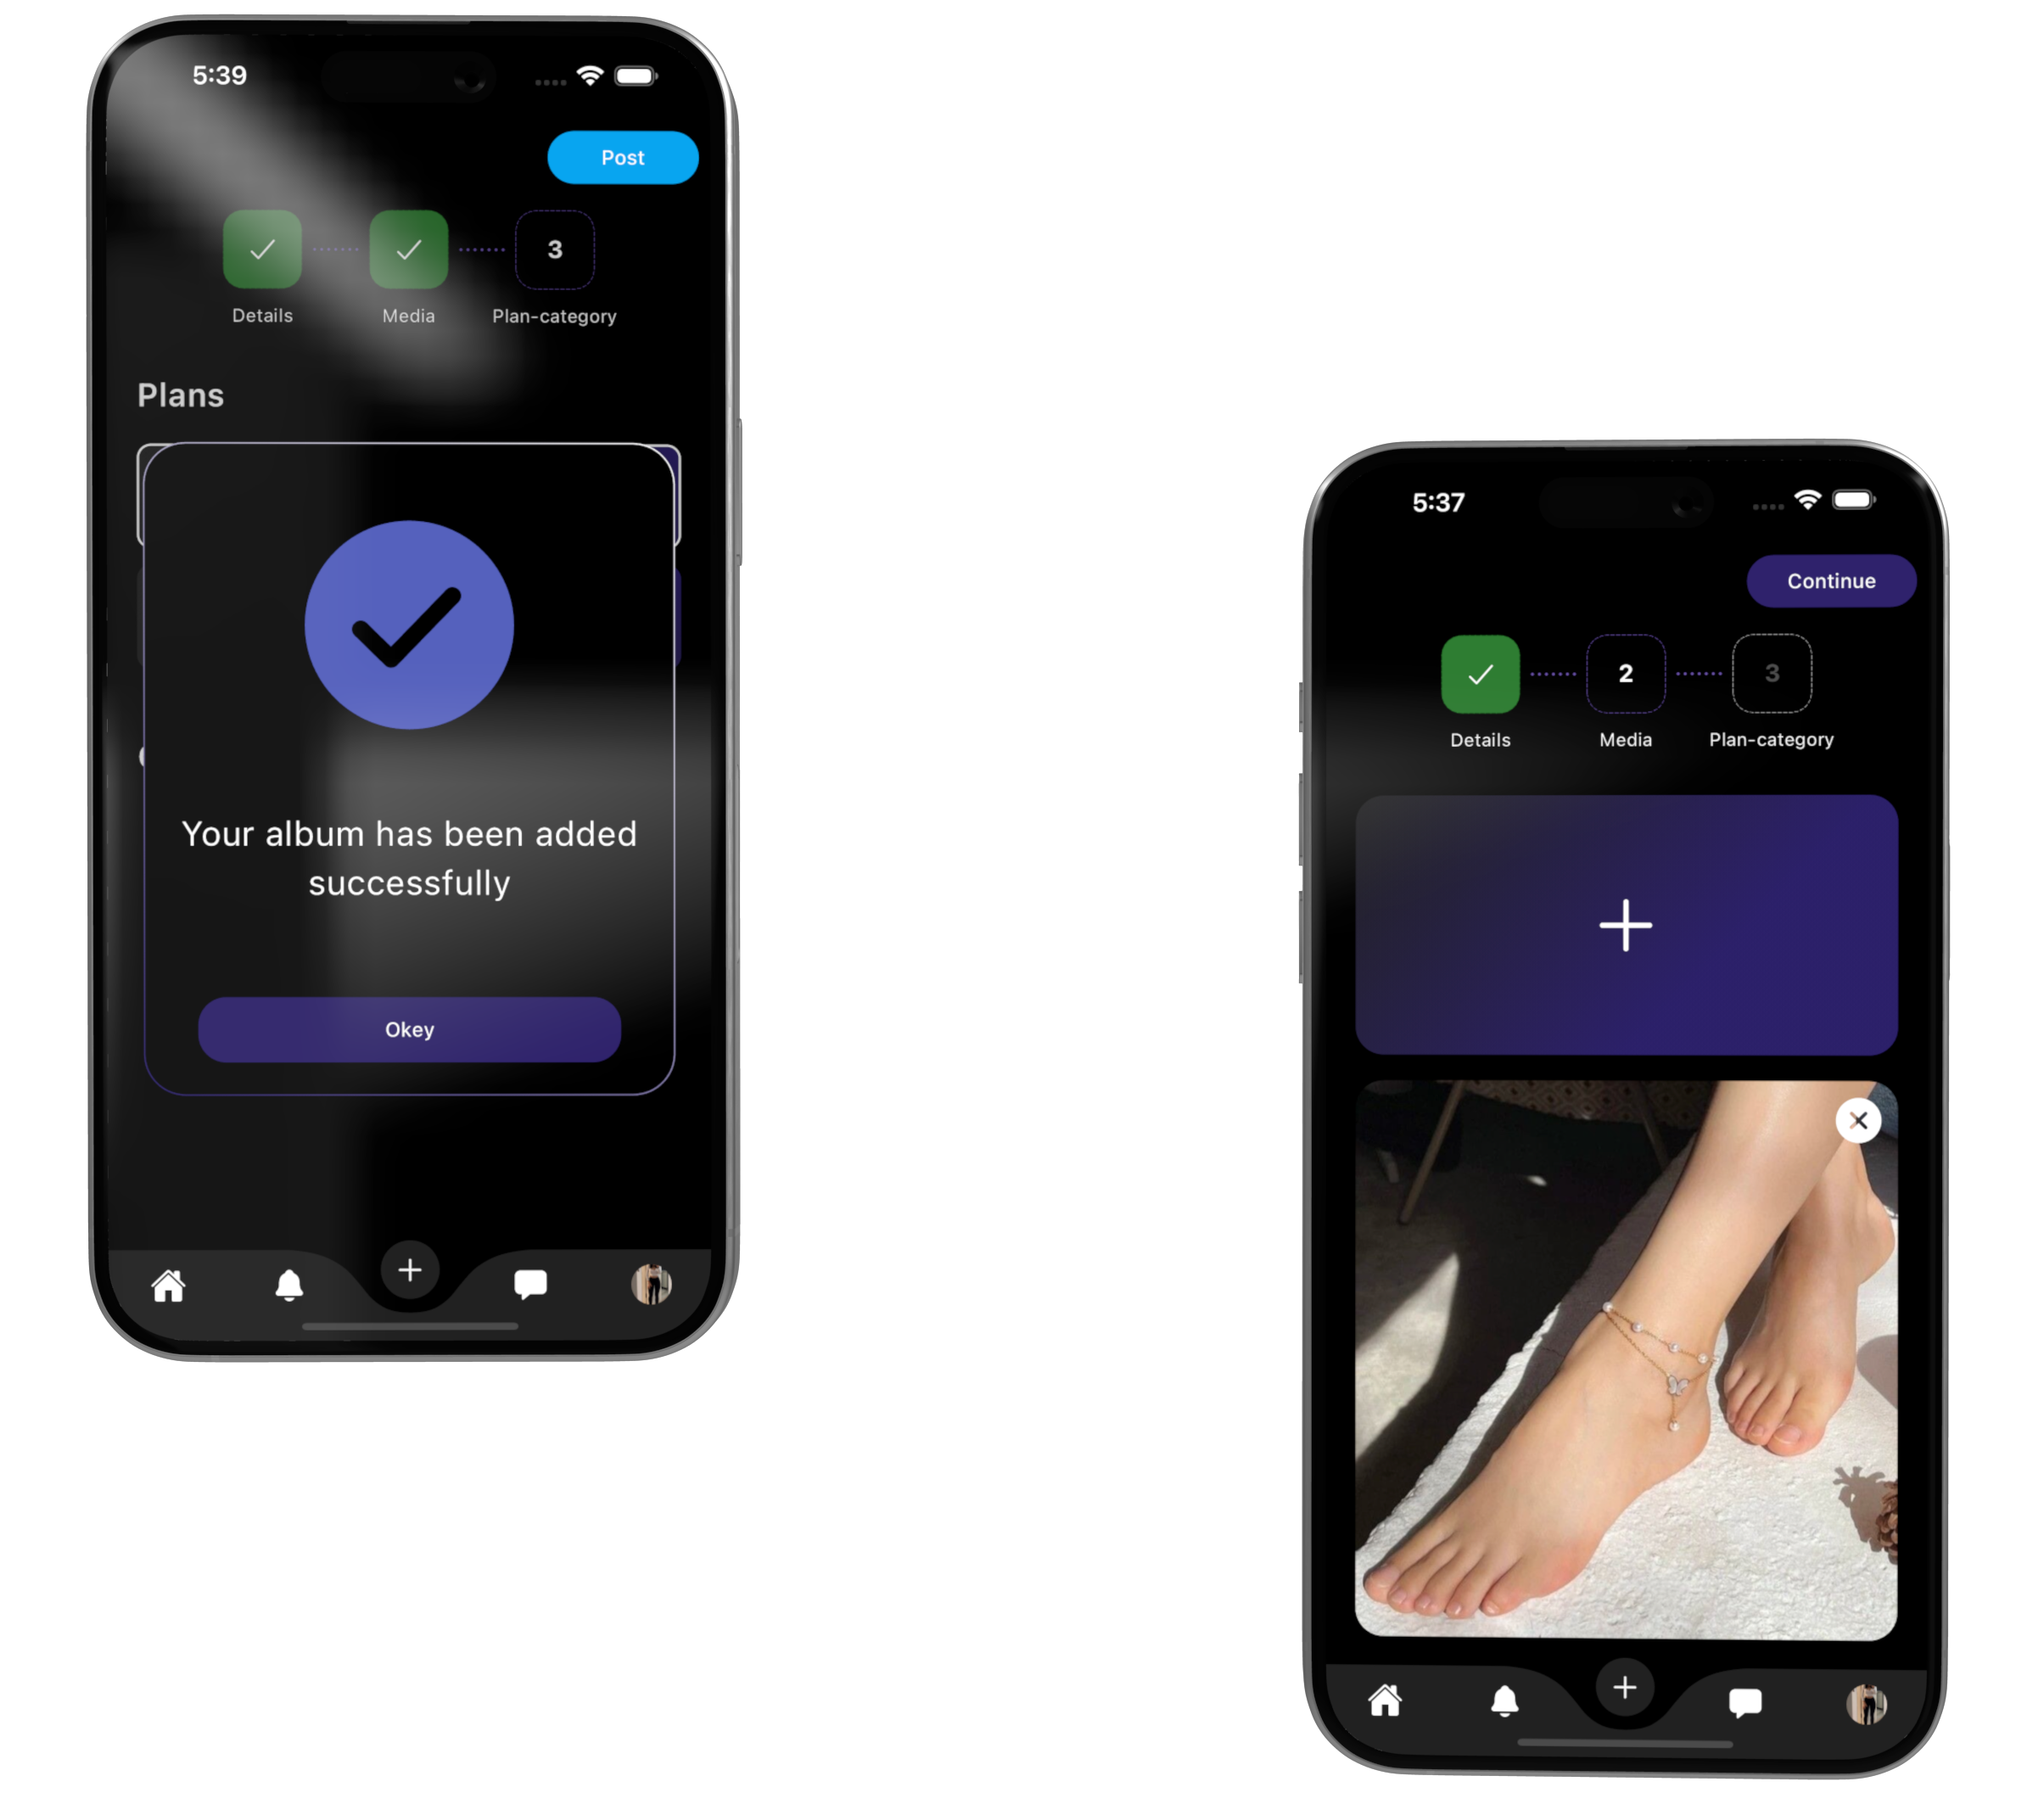 5:39
Post
3
Details
Media
Plan-category
Plans
Your album has been added
successfully
Okey
5:37
Continue
2
3
Details
Media
Plan-category